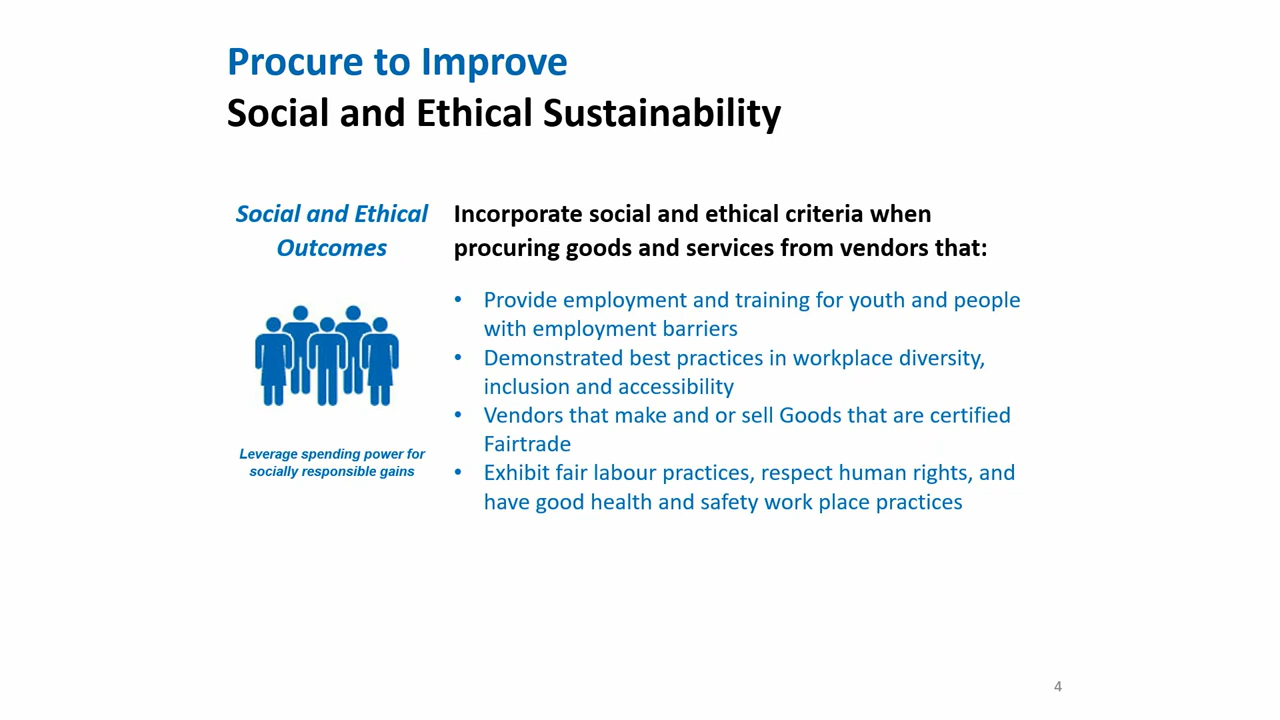 Procure to Improve
Social and Ethical Sustainability
Social and Ethical
Outcomes
Leverage spending power for
socially responsible gains
Incorporate social and ethical criteria when
procuring goods and services from vendors that:
• Provide employment and training for youth and people
with employment barriers
• Demonstrated best practices in workplace diversity,
inclusion and accessibility
• Vendors that make and or sell Goods that are certified
Fairtrade
• Exhibit fair labour practices, respect human rights, and
have good health and safety work place practices
4